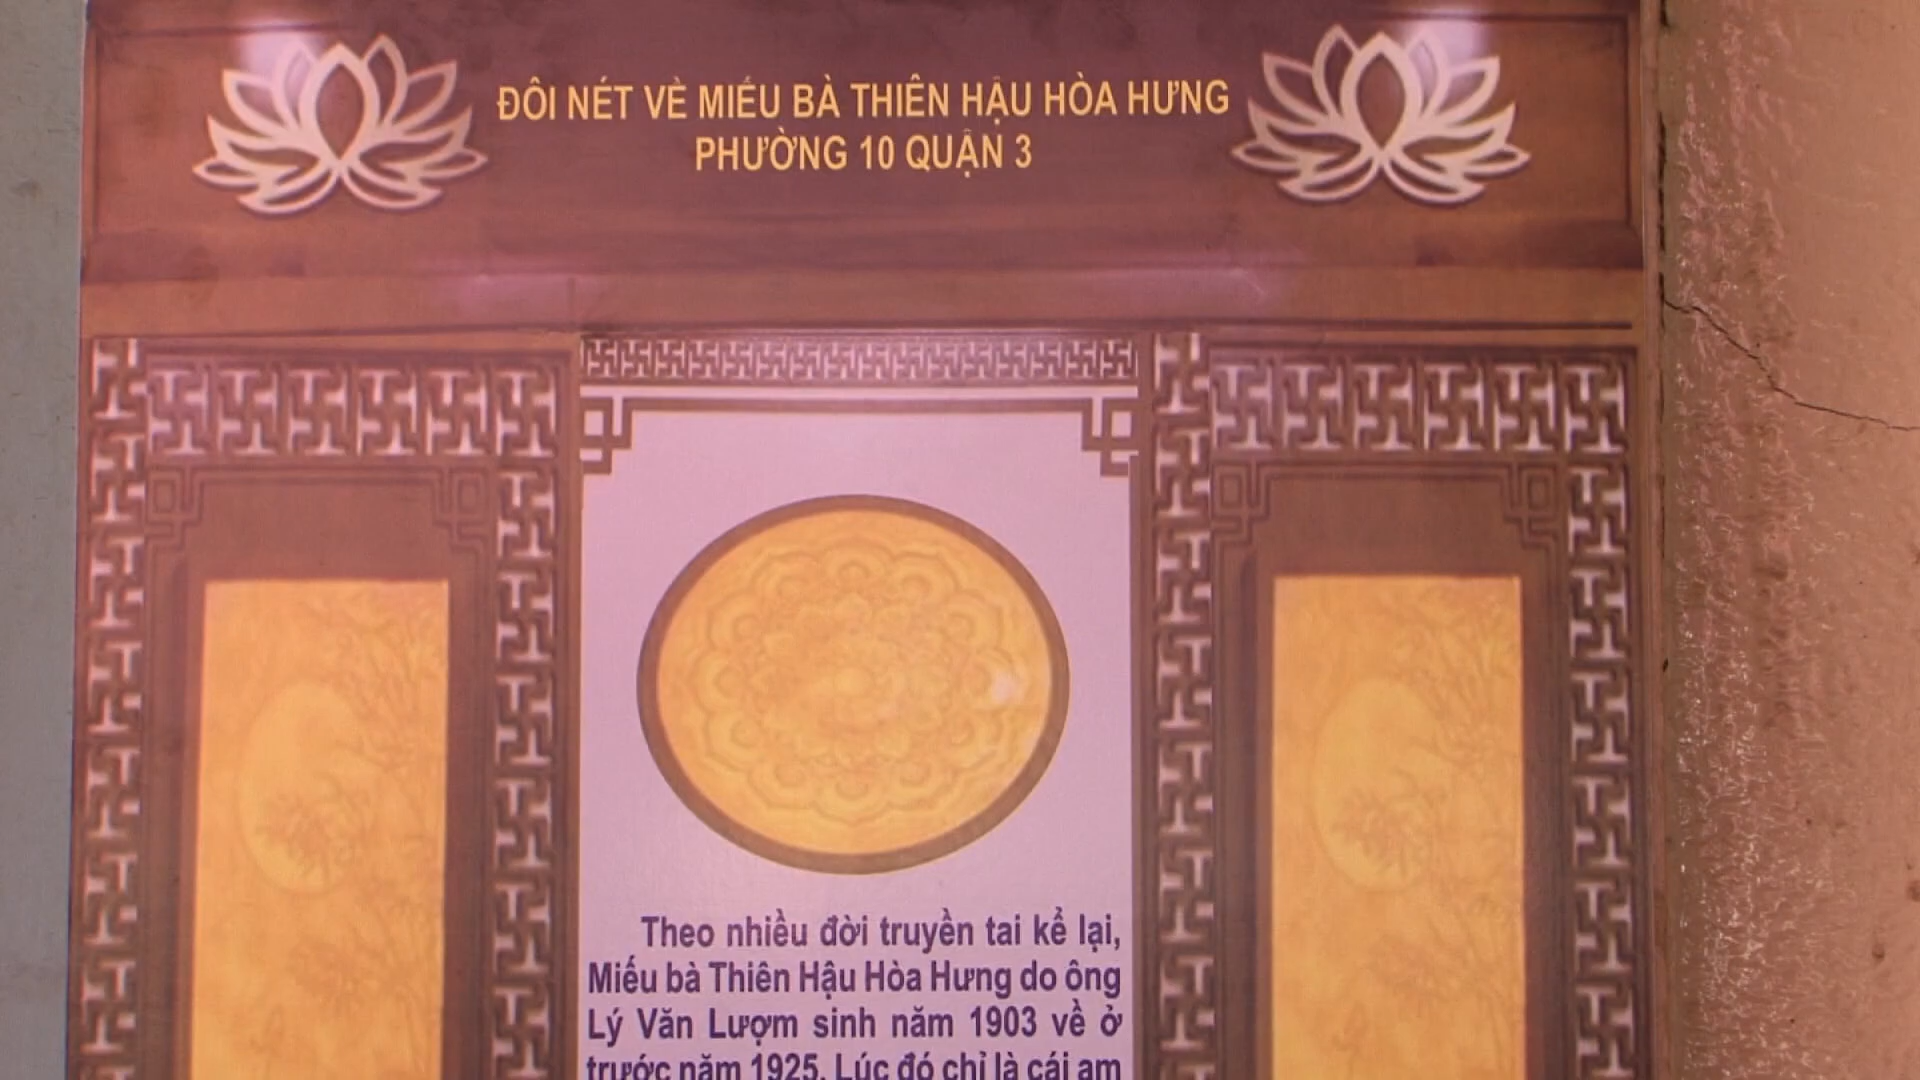 ĐÔI NÉT VỀ MIẾU BÀ THIÊN HẬU HÒA HƯNG
PHƯỜNG 10 QUẬN 3
Theo nhiều đời truyền tai kể lại,
Miếu bà Thiên Hậu Hòa Hưng do ông
Lý Văn Lượm sinh năm 1903 về ở
trước năm 1925. Lúc đó chỉ là cái am